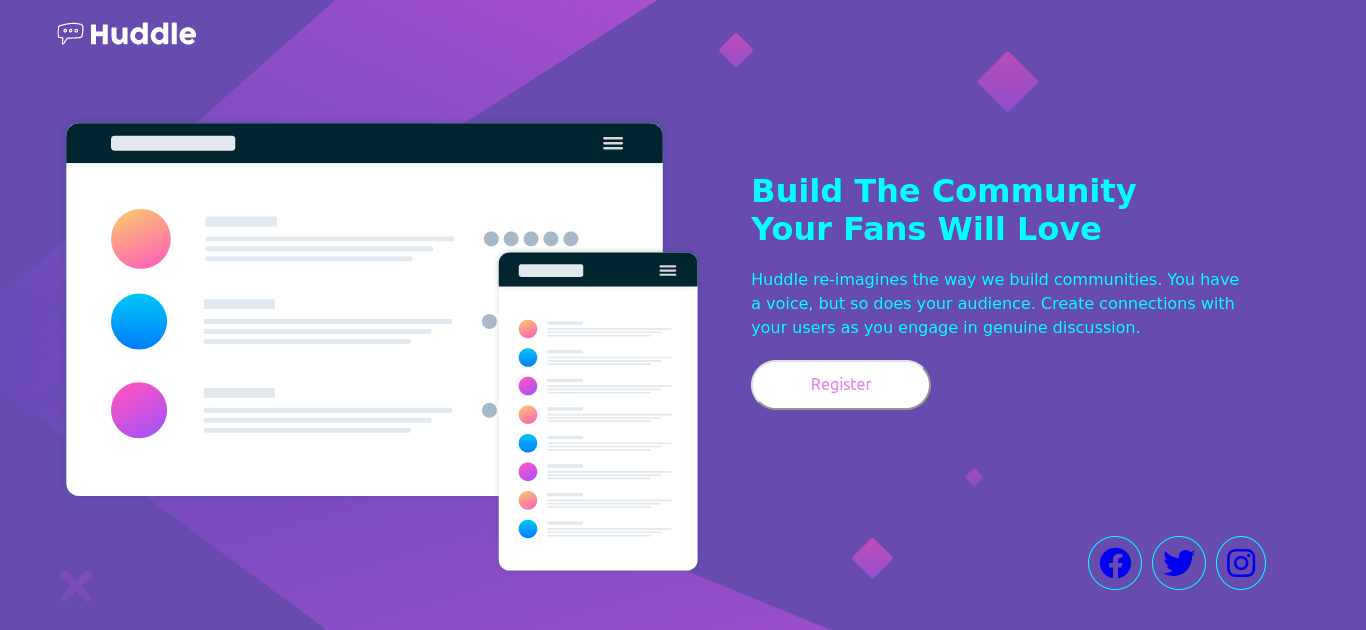 Huddle
Build The Community
Your Fans Will Love
Huddle re-imagines the way we build communities. You have
a voice, but so does your audience. Create connections with
your users as you engage in genuine discussion.
Register